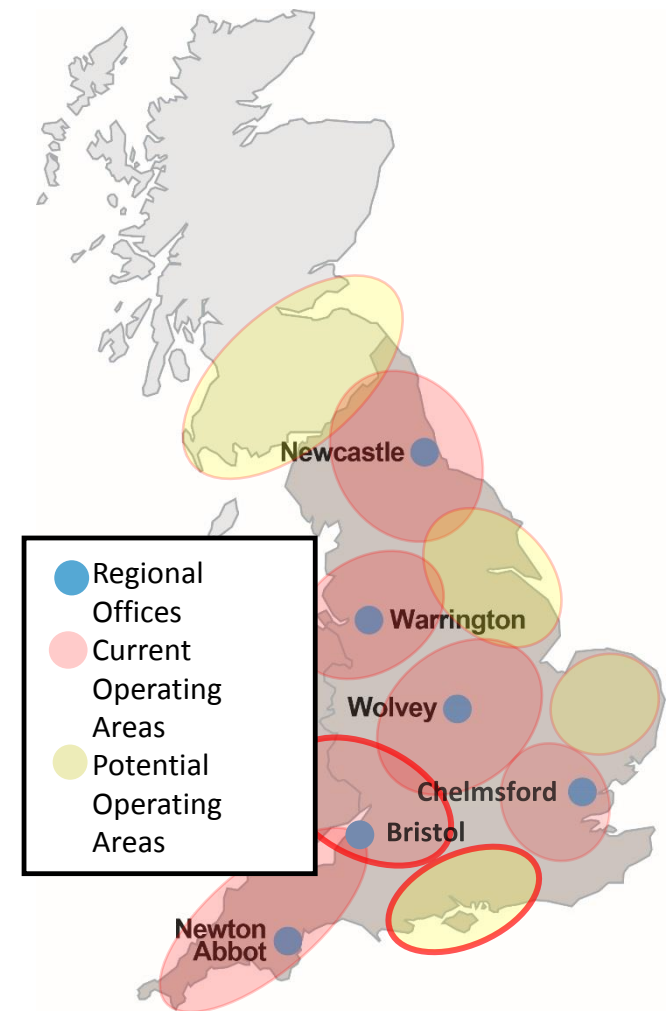 Newcastle
Regional
Offices
Current
Operating
Areas
Potential
Operating
Areas
Warrington
Wolvey
Chelmsford
Bristol
Newton
Abbot